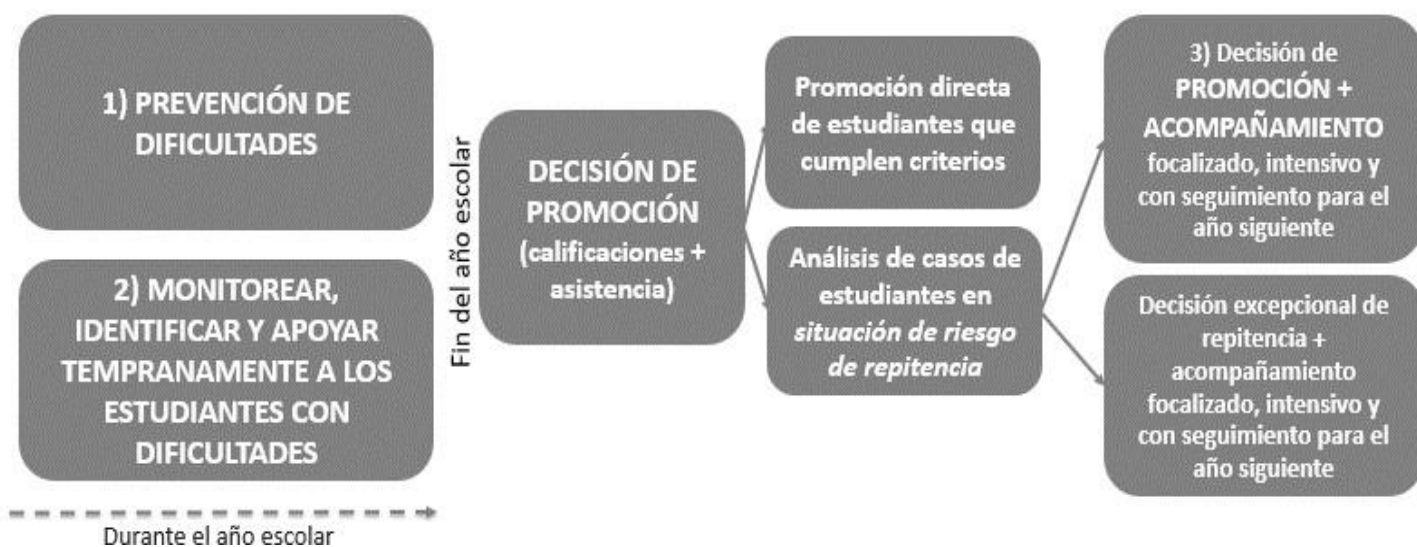 1) PREVENCIÓN DE
DIFICULTADES
2) MONITOREAR,
IDENTIFICAR Y APOYAR
TEMPRANAMENTE A LOS
ESTUDIANTES CON
DIFICULTADES
Durante el año escolar
Fin del año escolar
DECISIÓN DE
PROMOCIÓN
(calificaciones +
asistencia)
Promoción directa
de estudiantes que
cumplen criterios
Análisis de casos de
estudiantes en
situación de riesgo
de repitencia
3) Decisión de
PROMOCIÓN +
ACOMPAÑAMIENTO
focalizado, intensivo y
con seguimiento para el
año siguiente
Decisión excepcional de
repitencia +
acompañamiento
focalizado, intensivo y
con seguimiento para el
año siguiente